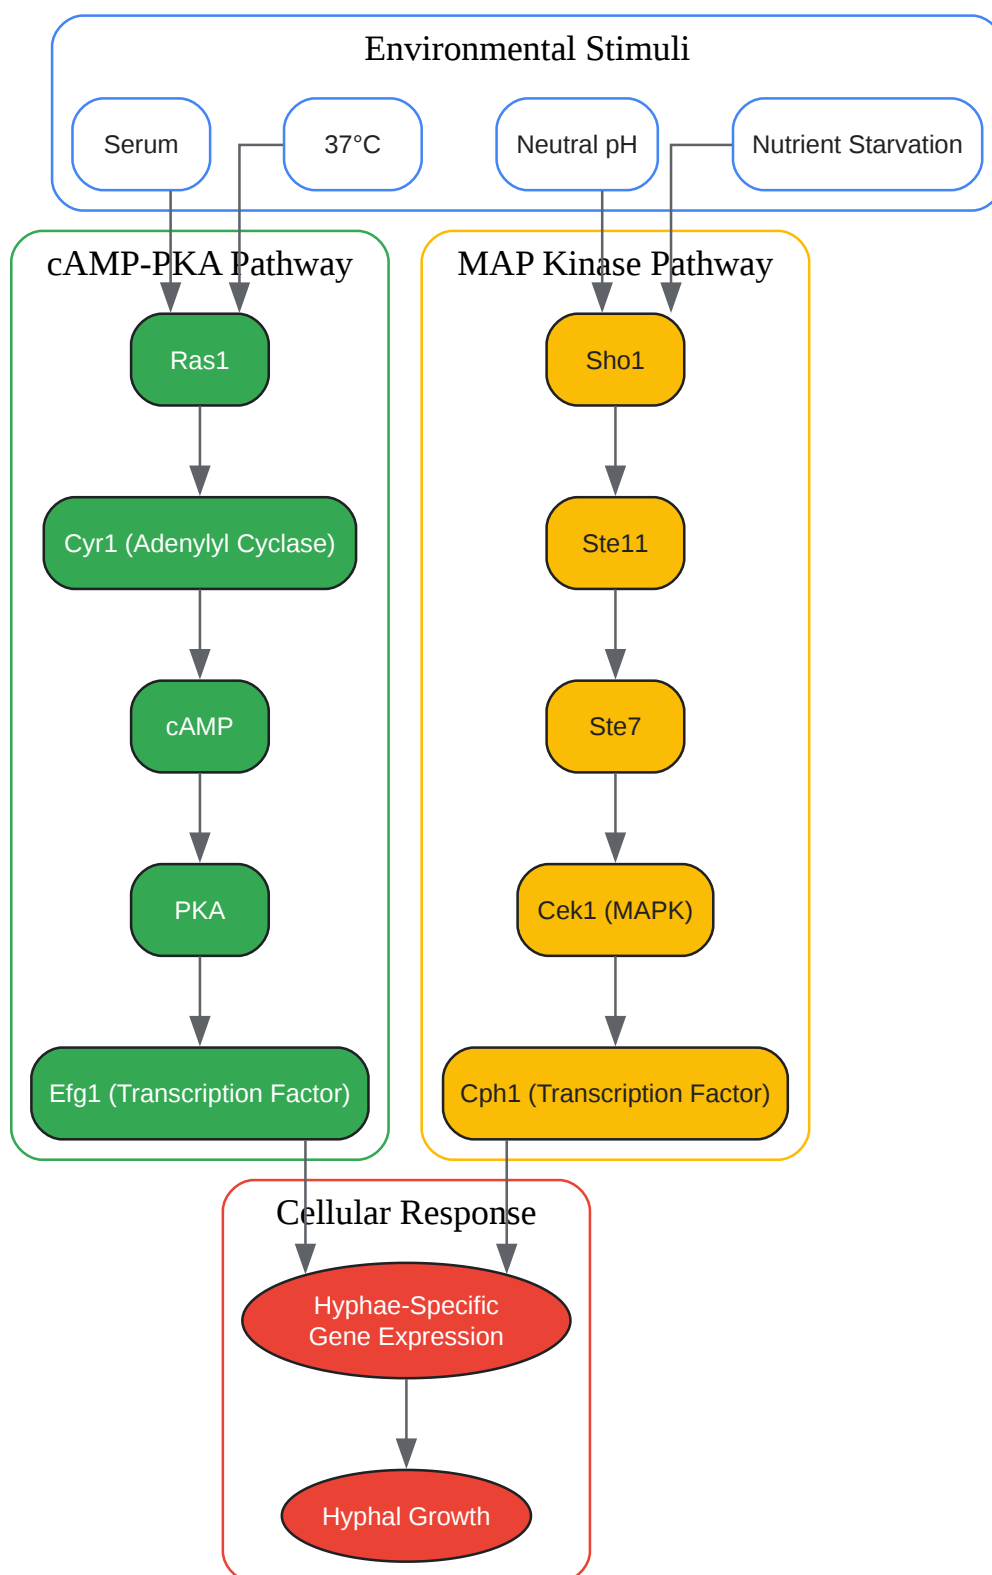 Environmental Stimuli
Serum
37°C
Neutral pH
Nutrient Starvation
cAMP-PKA Pathway
Ras1
Cyr1 (Adenylyl Cyclase)
cAMP
PKA
Efg1 (Transcription Factor)
MAP Kinase Pathway
Sho1
Ste11
Ste7
Cek1 (MAPK)
Cph1 (Transcription Factor)
Cellular Response
Hyphae-Specific
Gene Expression
Hyphal Growth